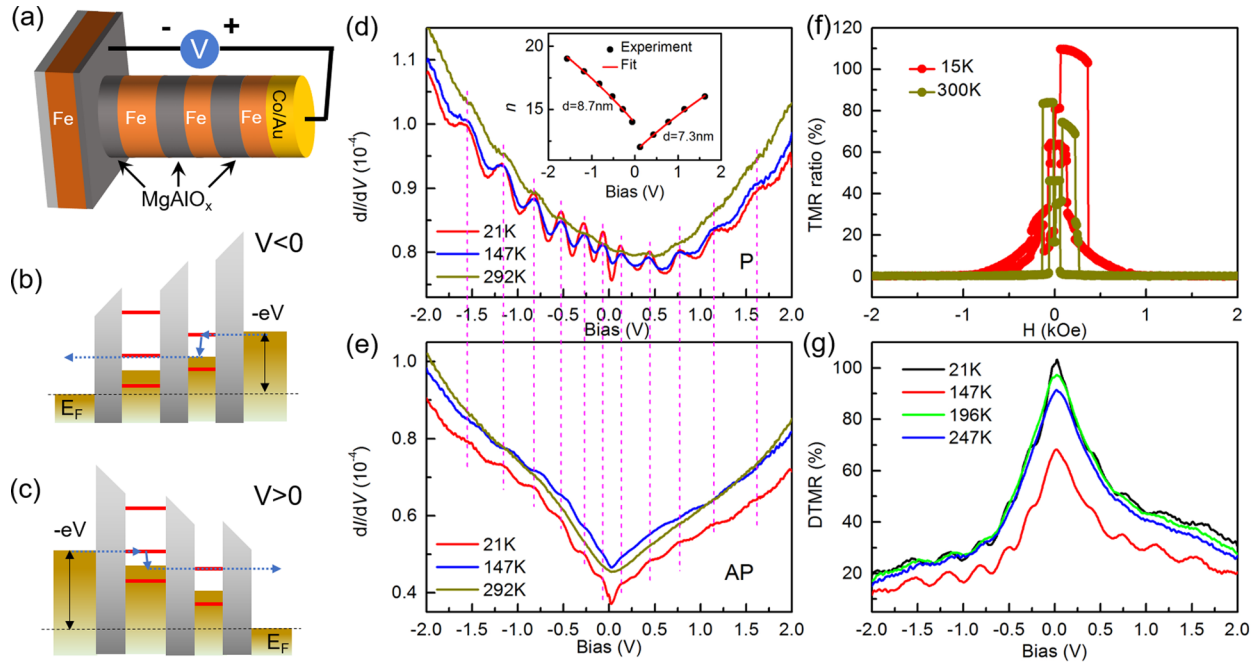 (a)
- V +
Fe
Fe
Fe
Fe
Co/Au
MgAlOx
(b)
V<0
-eV
EF
(c)
V>0
-eV
EF
(d)
dI/dV (10-4)
1.1
1.0
0.9
0.8
n
20
15
-2 -1 0 1 2
Bias (V)
Experiment
Fit
d=8.7nm
d=7.3nm
21K
147K
292K
P
-2.0 -1.5 -1.0 -0.5 0.0 0.5 1.0 1.5 2.0
Bias (V)
(e)
dI/dV (10-4)
1.0
0.8
0.6
0.4
21K
147K
292K
AP
-2.0 -1.5 -1.0 -0.5 0.0 0.5 1.0 1.5 2.0
Bias (V)
(f)
TMR ratio (%)
120
100
80
60
40
20
0
15K
300K
-2 -1 0 1 2
H (kOe)
(g)
DTMR (%)
100
80
60
40
20
21K
147K
196K
247K
-2.0 -1.5 -1.0 -0.5 0.0 0.5 1.0 1.5 2.0
Bias (V)